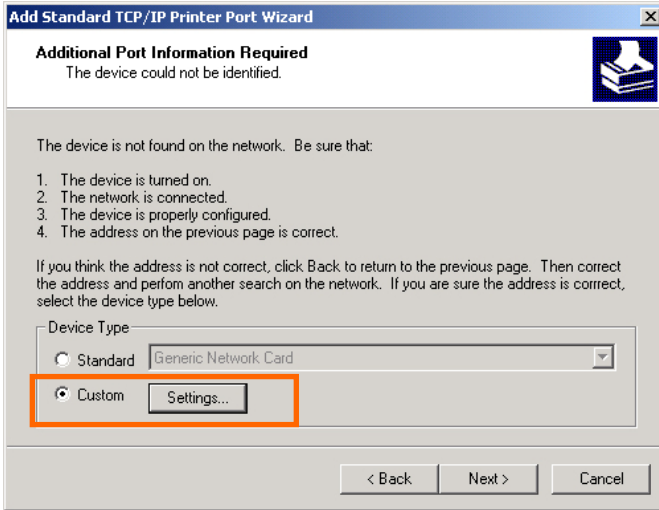 Add Standard TCP/IP Printer Port Wizard
Additional Port Information Required
The device could not be identified.
The device is not found on the network. Be sure that:
1. The device is turned on.
2. The network is connected.
3. The device is properly configured.
4. The address on the previous page is correct.
If you think the address is not correct, click Back to return to the previous page. Then correct
the address and perfom another search on the network. If you are sure the address is corrrect,
select the device type below.
Device Type
Standard Generic Network Card
Custom Settings...
< Back Next > Cancel